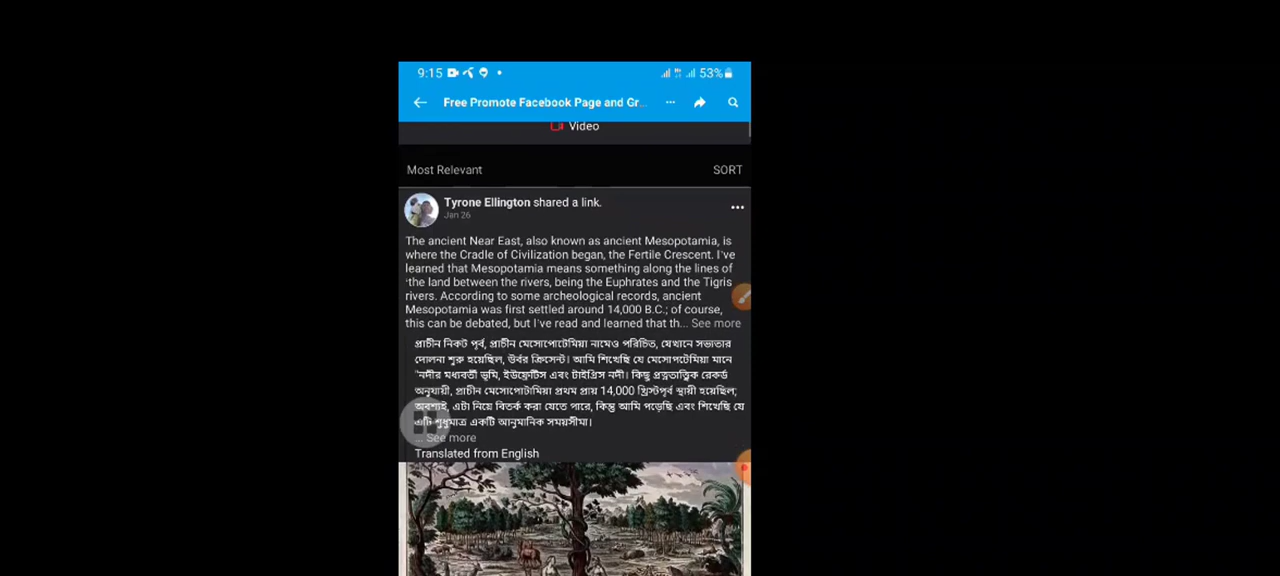 9:15 53%
Free Promote Facebook Page and Gr...
Video
Most Relevant SORT
Tyrone Ellington shared a link.
Jan 26
The ancient Near East, also known as ancient Mesopotamia, is
where the Cradle of Civilization began, the Fertile Crescent. I've
learned that Mesopotamia means something along the lines of
'the land between the rivers, being the Euphrates and the Tigris
rivers. According to some archeological records, ancient
Mesopotamia was first settled around 14,000 B.C.; of course,
this can be debated, but I've read and learned that th... See more
প্রাচীন নিকট পূর্ব, প্রাচীন মেসোপোটেমিয়া নামেও পরিচিত, যেখানে সভ্যতার
দোলনা শুরু হয়েছিল, উর্বর ক্রিসেন্ট। আমি শিখেছি যে মেসোপটেমিয়া মানে
"নদীর মধ্যবর্তী ভূমি, ইউফ্রেটিস এবং টাইগ্রিস নদী। কিছু প্রত্নতাত্ত্বিক রেকর্ড
অনুযায়ী, প্রাচীন মেসোপোটামিয়া প্রথম প্রায় 14,000 খ্রিস্টপূর্ব স্থায়ী হয়েছিল;
অবশ্যই, এটা নিয়ে বিতর্ক করা যেতে পারে, কিন্তু আমি পড়েছি এবং শিখেছি যে
এটি শুধুমাত্র একটি আনুমানিক সময়সীমা।
... See more
Translated from English